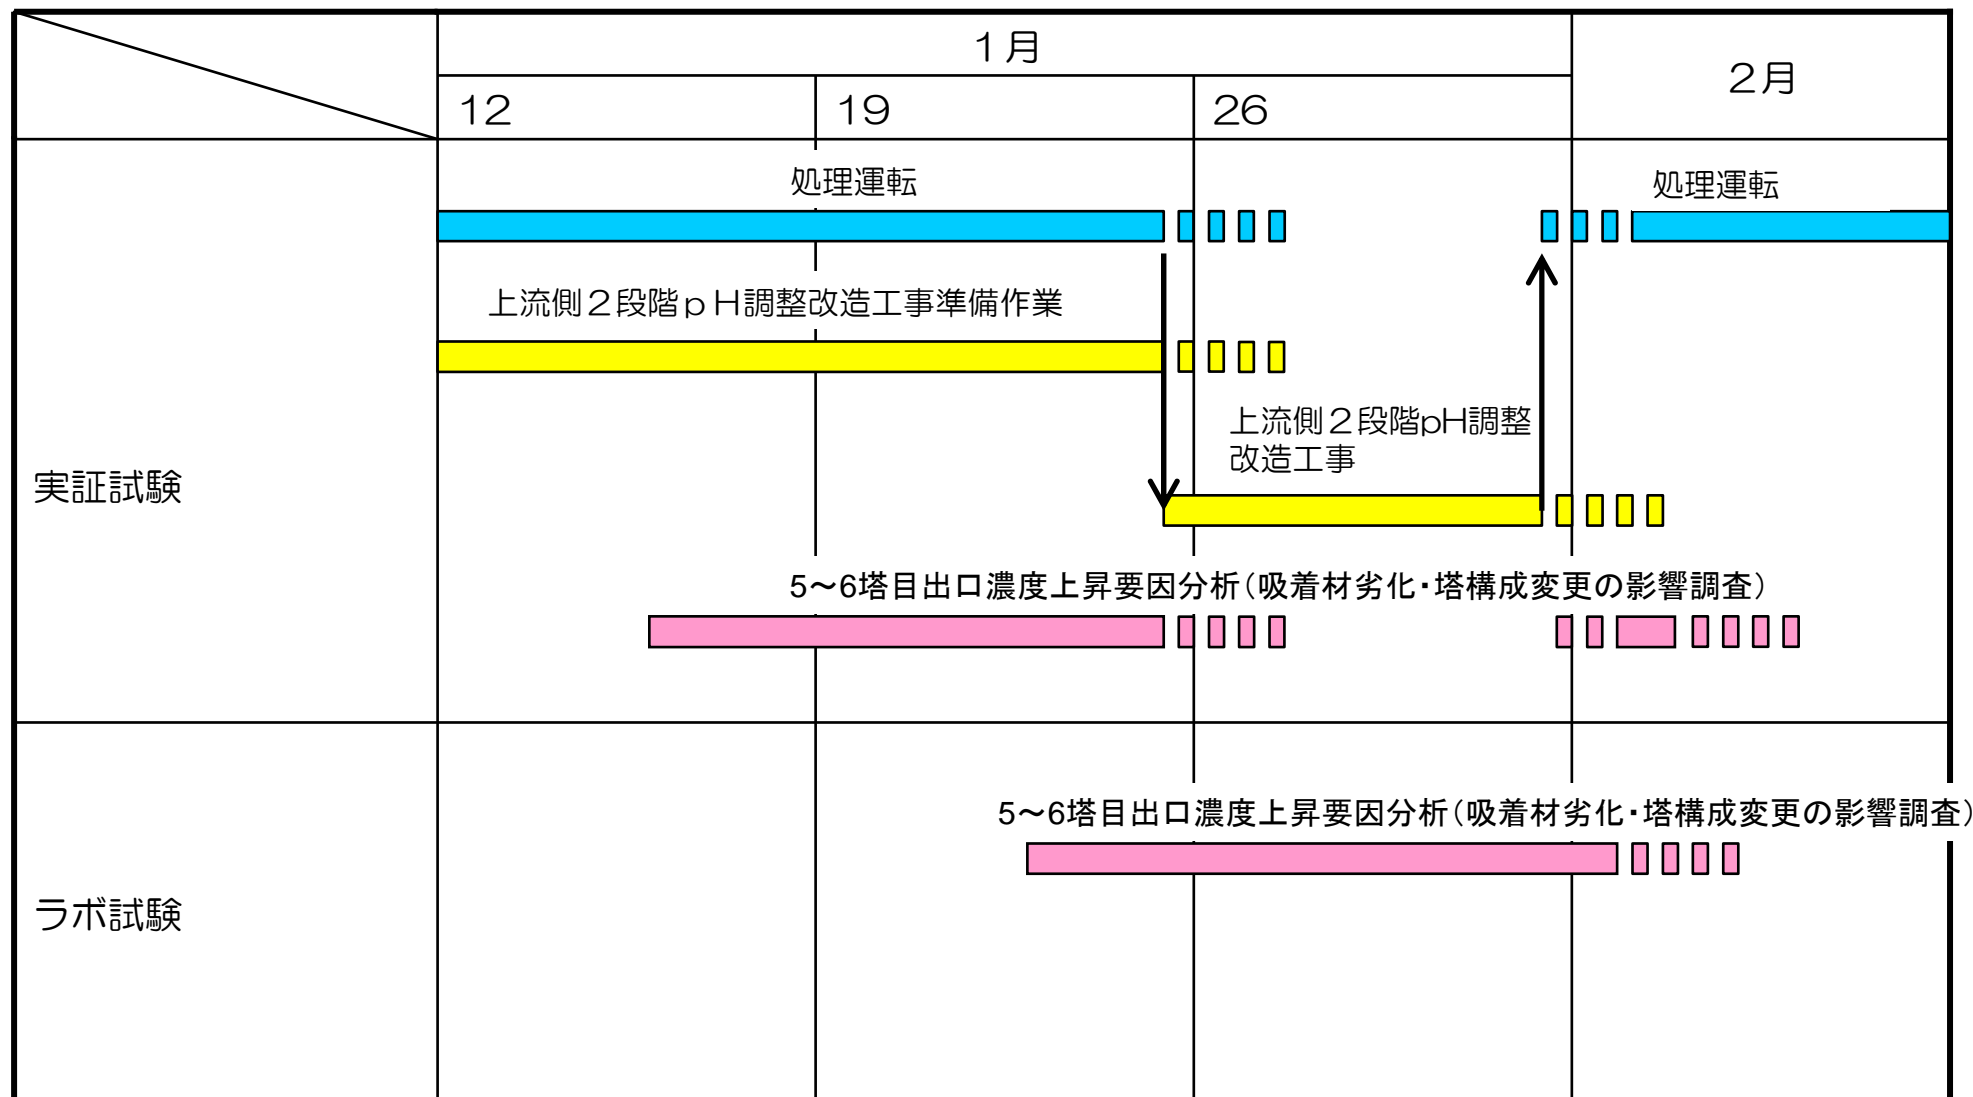 １月
２月
12
19
26
処理運転
処理運転
上流側２段階ｐＨ調整改造工事準備作業
上流側２段階pH調整
改造工事
実証試験
5～6塔目出口濃度上昇要因分析（吸着材劣化・塔構成変更の影響調査）
5～6塔目出口濃度上昇要因分析（吸着材劣化・塔構成変更の影響調査）
ラボ試験